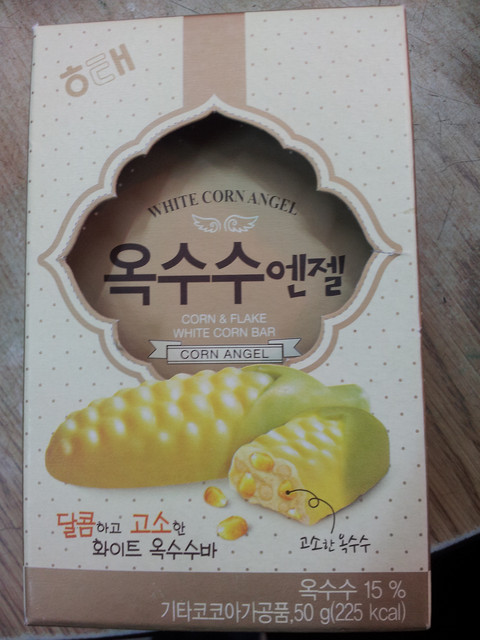 해태
WHITE CORN ANGEL
옥수수엔젤
CORN & FLAKE
WHITE CORN BAR
CORN ANGEL
달콤하고 고소한
화이트 옥수수바
고소한 옥수수
옥수수 15 %
기타코코아가공품, 50 g(225 kcal)